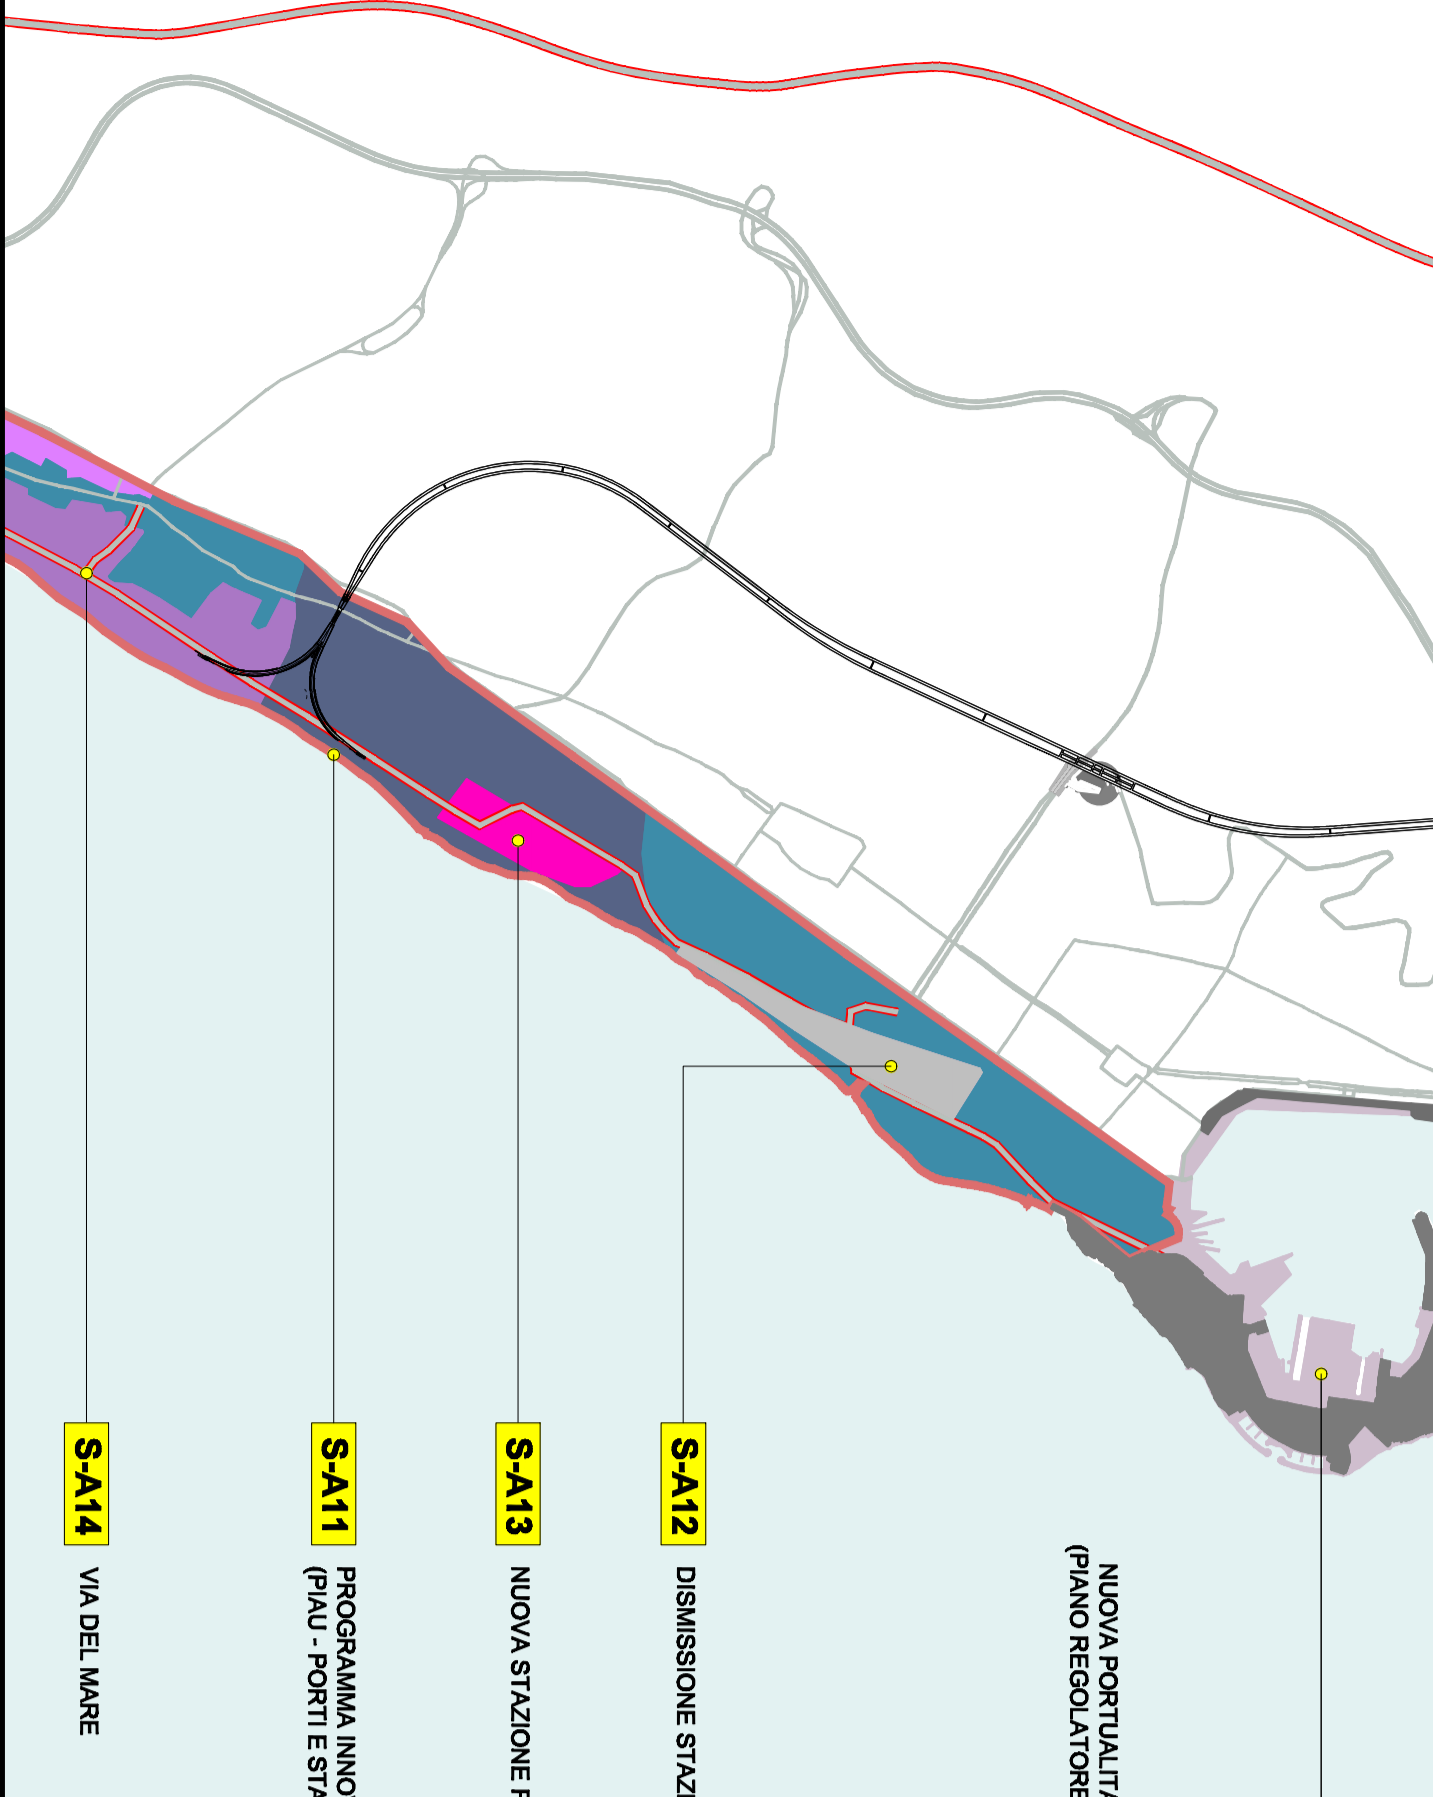 NUOVA PORTUALITA
(PIANO REGOLATORE
S-A12 DISMISSIONE STAZI
S-A13 NUOVA STAZIONE F
S-A11 PROGRAMMA INNO
(PIAU - PORTI E STA
S-A14 VIA DEL MARE